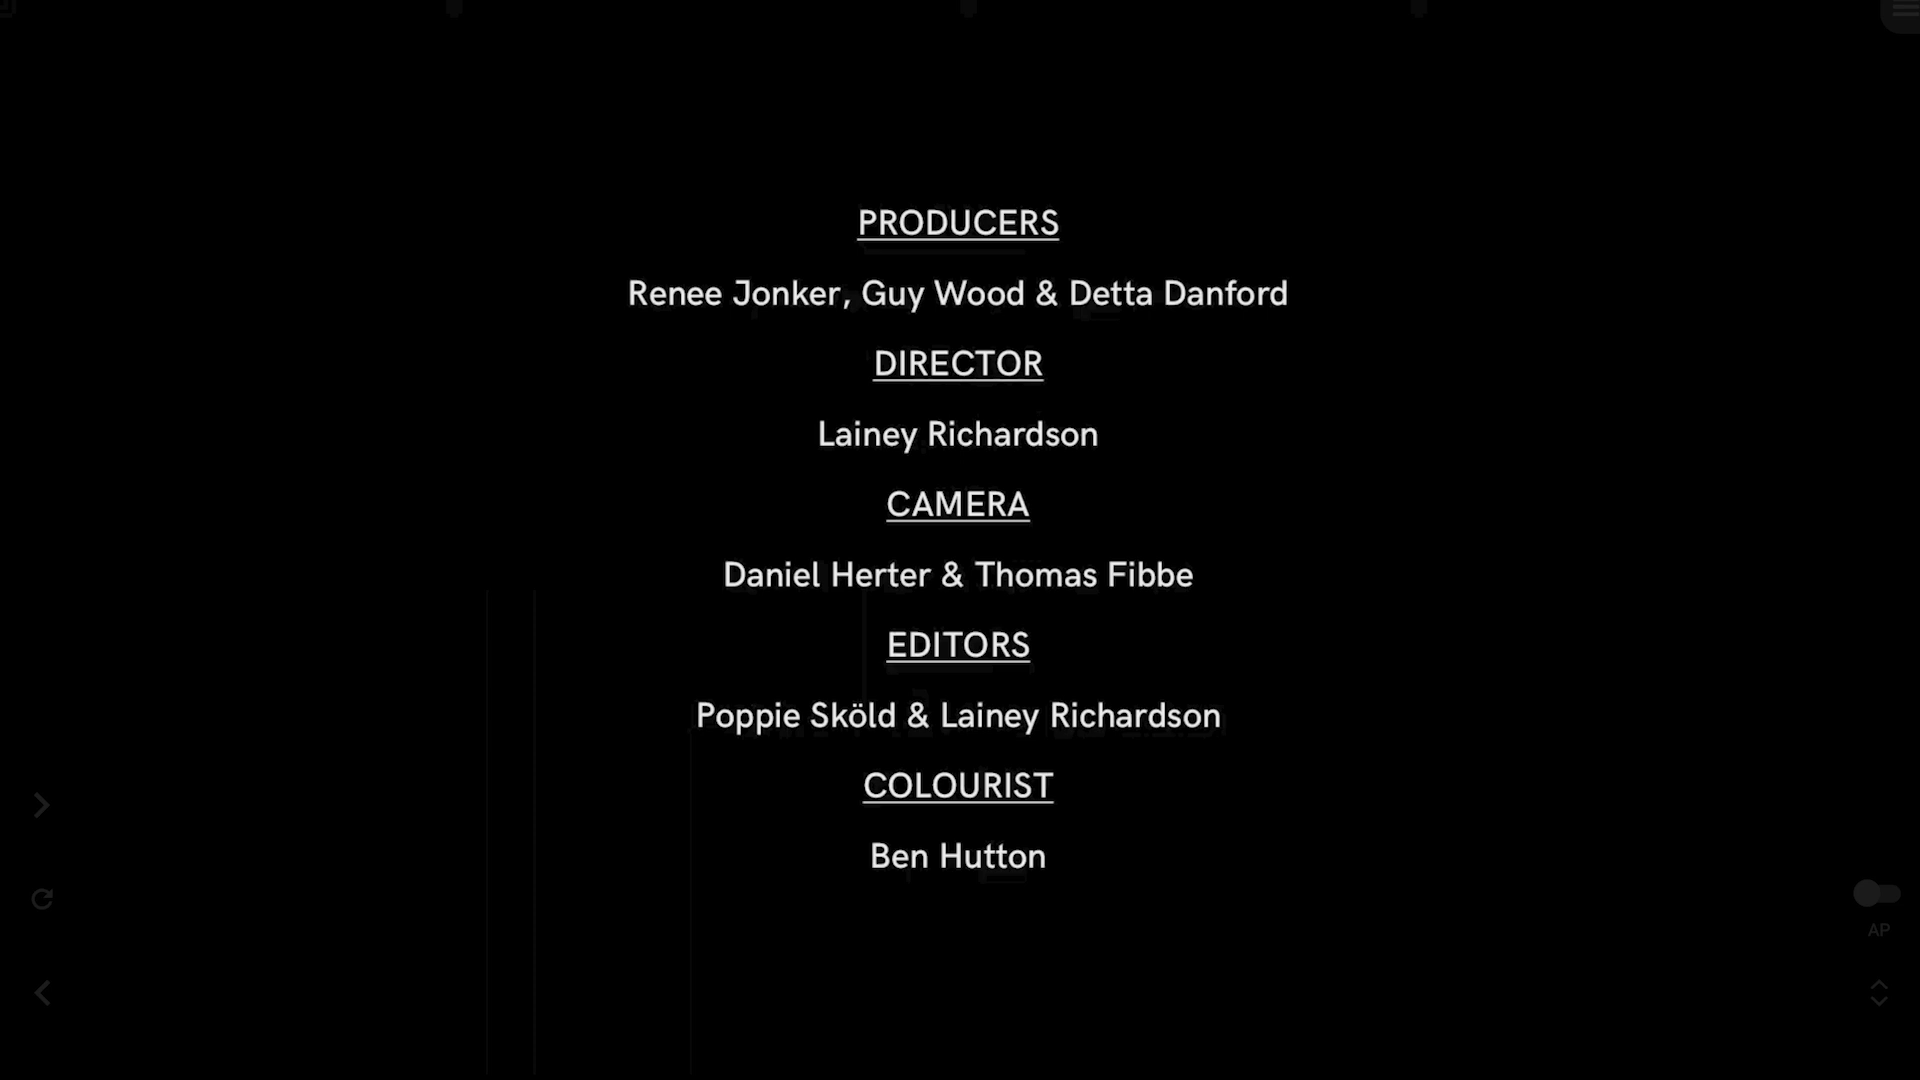 PRODUCERS
Renee Jonker, Guy Wood & Detta Danford
DIRECTOR
Lainey Richardson
CAMERA
Daniel Herter & Thomas Fibbe
EDITORS
Poppie Sköld & Lainey Richardson
COLOURIST
Ben Hutton
AP